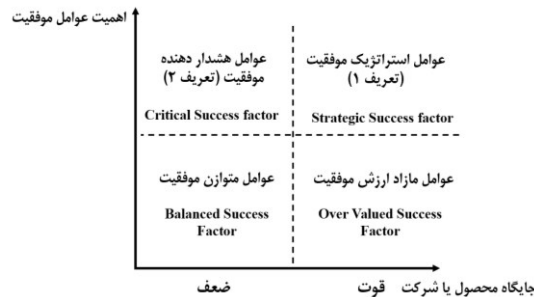 اهمیت عوامل موفقیت
عوامل استراتژیک موفقیت
(تعریف ۱)
Strategic Success factor
عوامل هشدار دهنده
موفقیت (تعریف ۲)
Critical Success factor
عوامل مازاد ارزش موفقیت
Over Valued Success
Factor
عوامل متوازن موفقیت
Balanced Success
Factor
جایگاه محصول یا شرکت
قوت
ضعف